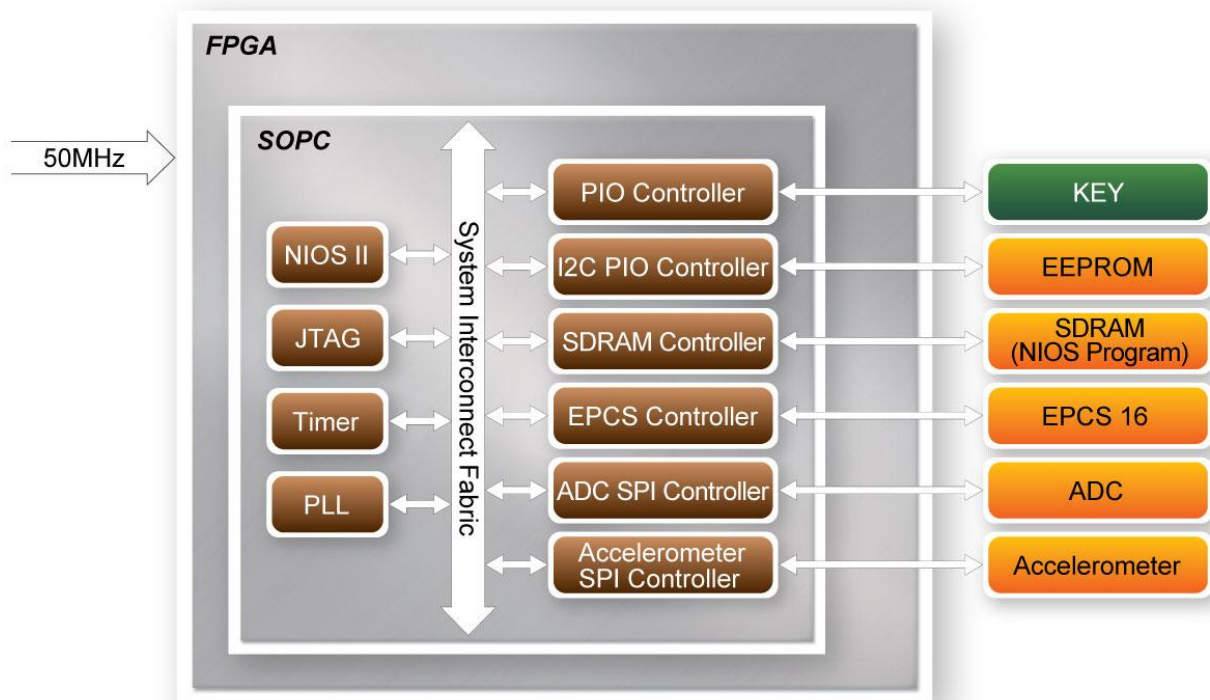 FPGA
SOPC
50MHz
NIOS II
JTAG
Timer
PLL
System Interconnect Fabric
PIO Controller
I2C PIO Controller
SDRAM Controller
EPCS Controller
ADC SPI Controller
Accelerometer
SPI Controller
KEY
EEPROM
SDRAM
(NIOS Program)
EPCS 16
ADC
Accelerometer